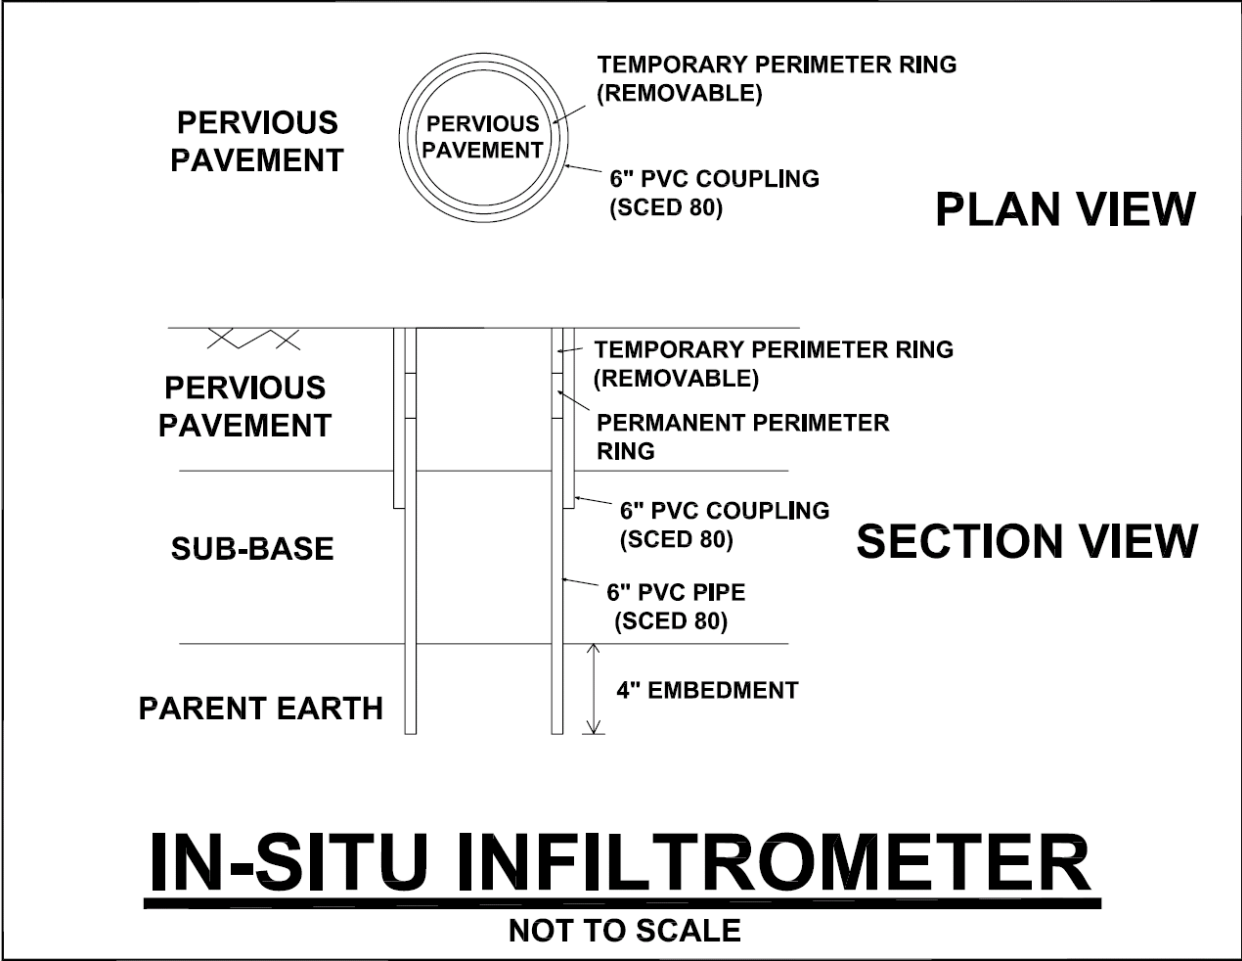 TEMPORARY PERIMETER RING
(REMOVABLE)
PERVIOUS
PAVEMENT
PERVIOUS
PAVEMENT
6" PVC COUPLING
(SCED 80)
PLAN VIEW
TEMPORARY PERIMETER RING
(REMOVABLE)
PERVIOUS
PAVEMENT
PERMANENT PERIMETER
RING
6" PVC COUPLING
(SCED 80)
SECTION VIEW
SUB-BASE
6" PVC PIPE
(SCED 80)
4" EMBEDMENT
PARENT EARTH
IN-SITU INFILTROMETER
NOT TO SCALE